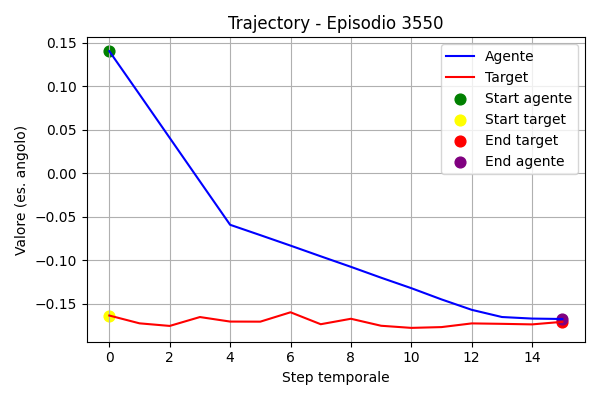 Trajectory - Episodio 3550
Valore (es. angolo)
0.15
0.10
0.05
0.00
−0.05
−0.10
−0.15
Agente
Target
Start agente
Start target
End target
End agente
0 2 4 6 8 10 12 14
Step temporale